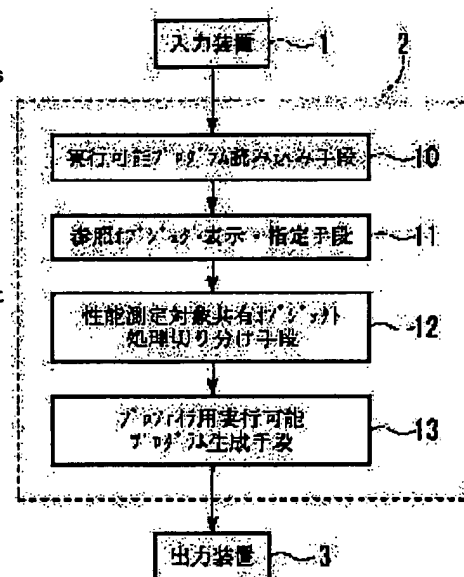 s
入力装置 1
2
実行可能ﾌﾟﾛｸﾞﾗﾑ読み込み手段 10
参照ｵﾌﾞｼﾞｪｸﾄ表示・指定手段 11
t
性能測定対象共有ｵﾌﾞｼﾞｪｸﾄ
処理切り分け手段 12
ﾌﾟﾛﾌｧｲﾗ用実行可能
ﾌﾟﾛｸﾞﾗﾑ生成手段 13
出力装置 3